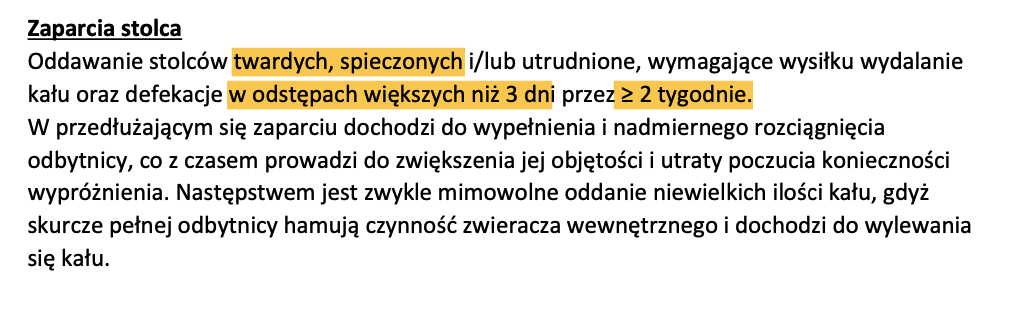 Zaparcia stolca
Oddawanie stolców twardych, spieczonych i/lub utrudnione, wymagające wysiłku wydalanie
kału oraz defekacje w odstępach większych niż 3 dni przez ≥ 2 tygodnie.
W przedłużającym się zaparciu dochodzi do wypełnienia i nadmiernego rozciągnięcia
odbytnicy, co z czasem prowadzi do zwiększenia jej objętości i utraty poczucia konieczności
wypróżnienia. Następstwem jest zwykle mimowolne oddanie niewielkich ilości kału, gdyż
skurcze pełnej odbytnicy hamują czynność zwieracza wewnętrznego i dochodzi do wylewania
się kału.